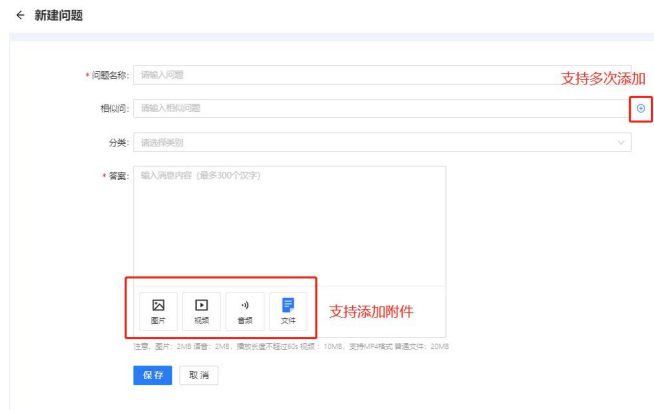 ← 新建问题
* 问题名称: 请输入问题
支持多次添加
相似问: 请输入相似问题
分类: 请选择类别
* 答案: 输入消息内容 (最多300个汉字)
图片 视频 音频 文件
支持添加附件
注意，图片：2MB 语音：2MB，播放长度不超过60s 视频：10MB，支持MP4格式 普通文件：20MB
保存 取消